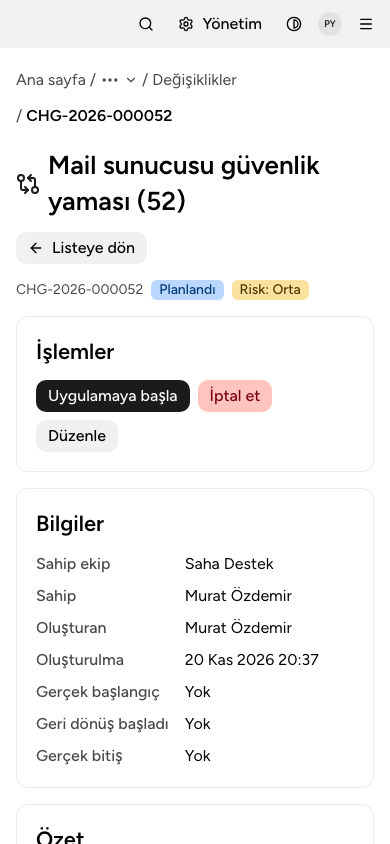 Yönetim
PY
Ana sayfa / ••• / Değişiklikler
/ CHG-2026-000052
Mail sunucusu güvenlik
yaması (52)
Listeye dön
CHG-2026-000052 Planlandı Risk: Orta
İşlemler
Uygulamaya başla İptal et
Düzenle
Bilgiler
Sahip ekip Saha Destek
Sahip Murat Özdemir
Oluşturan Murat Özdemir
Oluşturulma 20 Kas 2026 20:37
Gerçek başlangıç Yok
Geri dönüş başladı Yok
Gerçek bitiş Yok
Özet